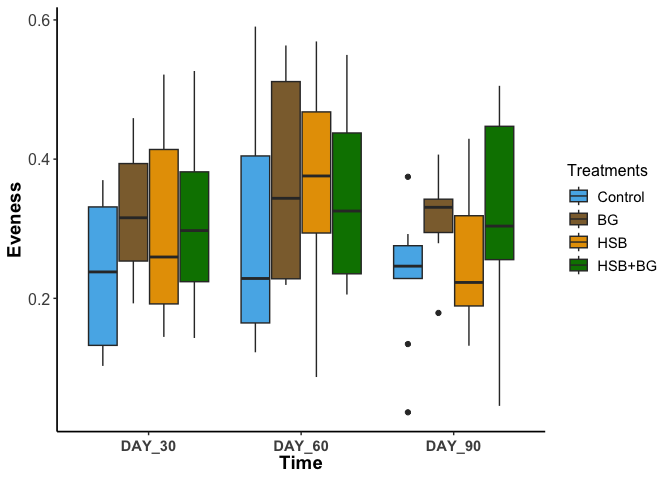 0.6
0.4
0.2
Eveness
DAY_30
DAY_60
DAY_90
Time
Treatments
Control
BG
HSB
HSB+BG